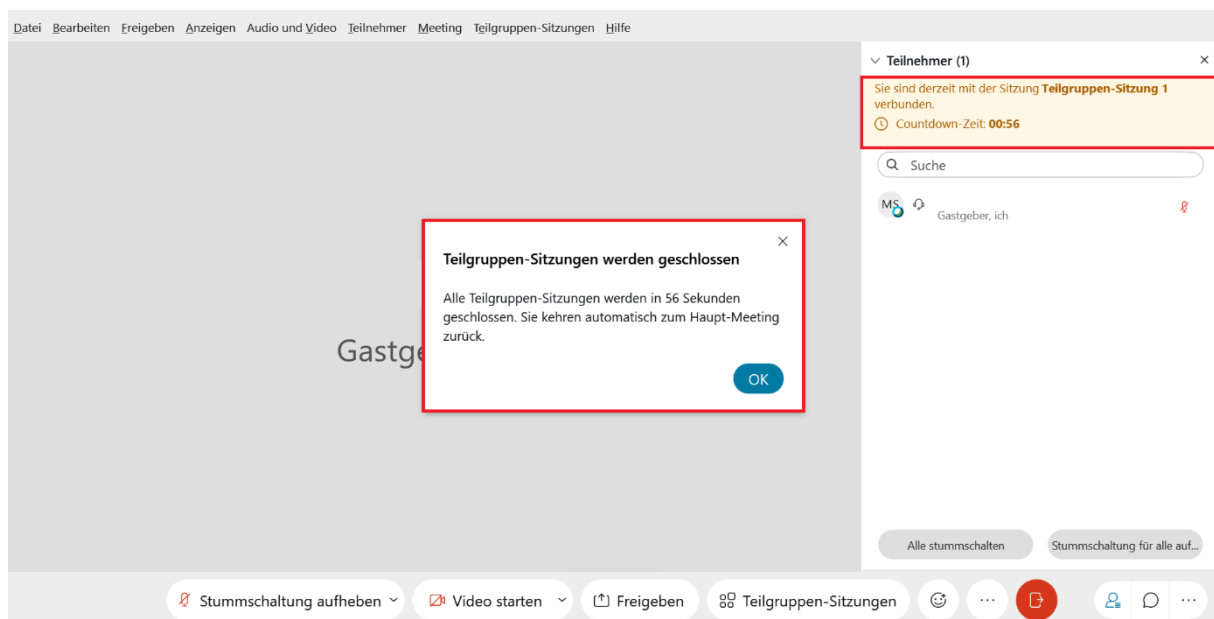 Datei Bearbeiten Freigeben Anzeigen Audio und Video Teilnehmer Meeting Teilgruppen-Sitzungen Hilfe
Teilnehmer (1)
Sie sind derzeit mit der Sitzung Teilgruppen-Sitzung 1
verbunden.
Countdown-Zeit: 00:56
Suche
MS
Gastgeber, ich
Teilgruppen-Sitzungen werden geschlossen
Alle Teilgruppen-Sitzungen werden in 56 Sekunden
geschlossen. Sie kehren automatisch zum Haupt-Meeting
zurück.
OK
Gastge
Alle stummschalten
Stummschaltung für alle auf...
Stummschaltung aufheben
Video starten
Freigeben
Teilgruppen-Sitzungen